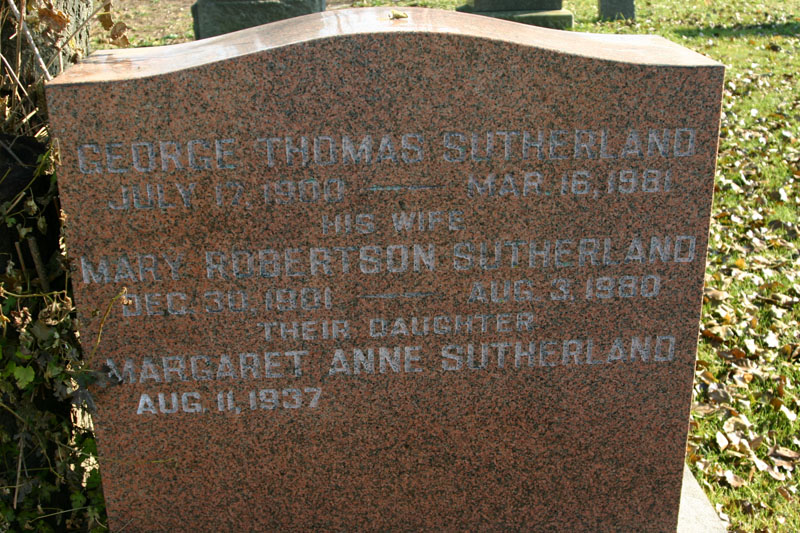 GEORGE THOMAS SUTHERLAND
JULY 17, 1900 — MAR. 16, 1981
HIS WIFE
MARY ROBERTSON SUTHERLAND
DEC. 30, 1901 — AUG. 3, 1980
THEIR DAUGHTER
MARGARET ANNE SUTHERLAND
AUG. 11, 1937